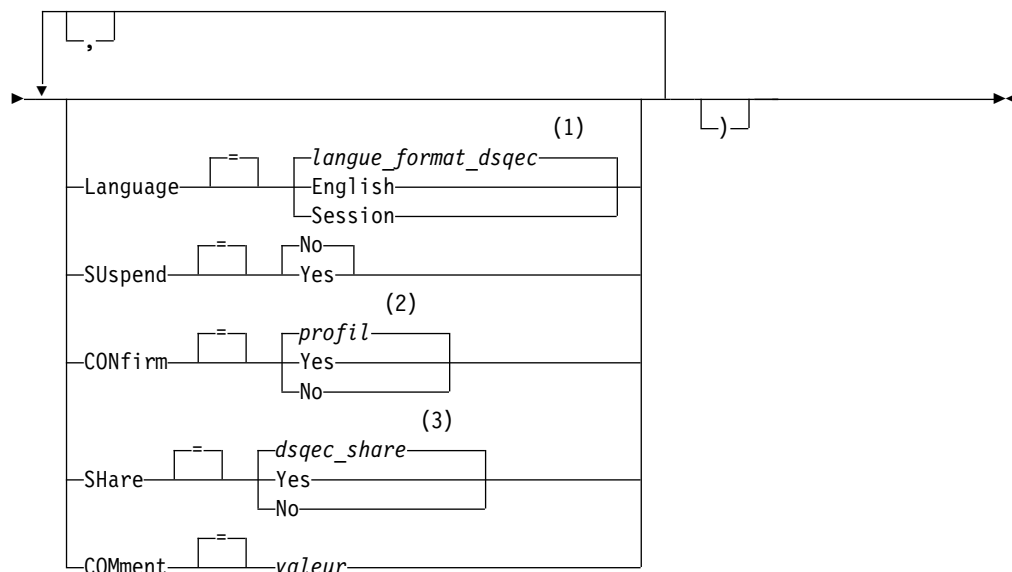 ,
(1)
langue_format_dsqec
Language = English
Session
)
No
SUspend = Yes
(2)
profil
CONfirm = Yes
No
(3)
dsqec_share
SHare = Yes
No
COMment = valeur